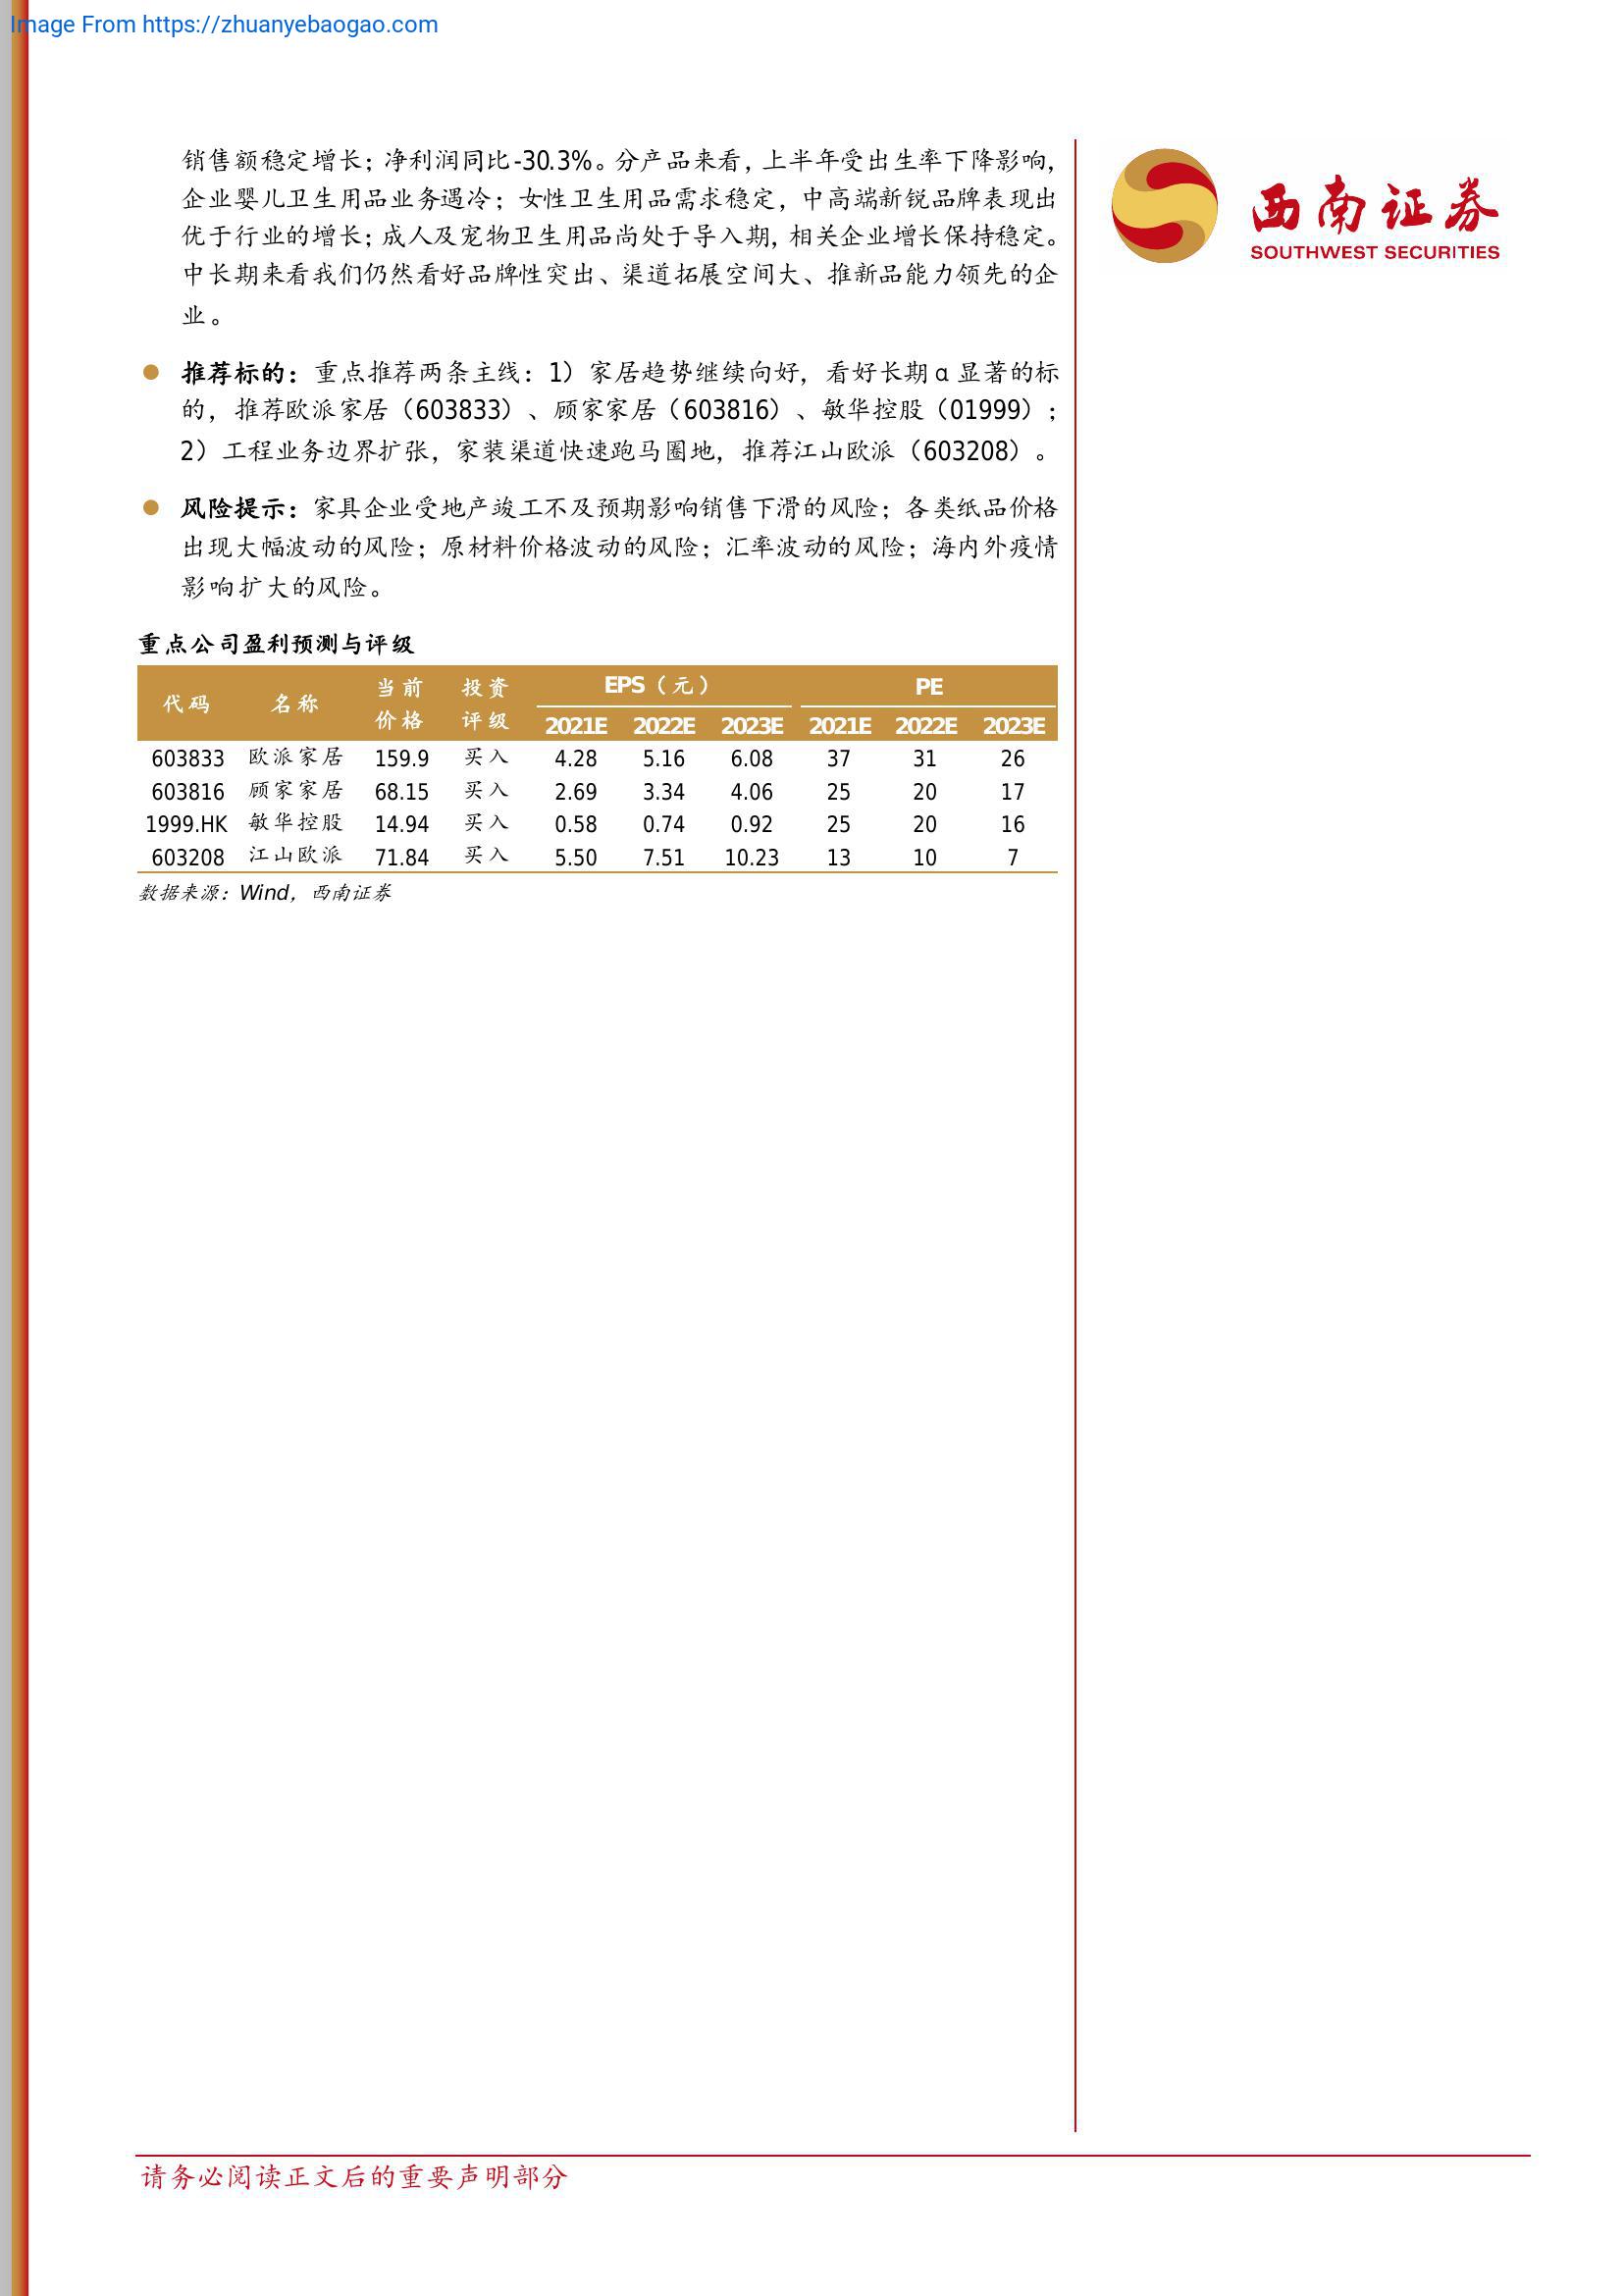 Image From https://zhuanyebaogao.com
销售额稳定增长；净利润同比-30.3%。分产品来看，上半年受出生率下降影响，
企业婴儿卫生用品业务遇冷；女性卫生用品需求稳定，中高端新锐品牌表现出
优于行业的增长；成人及宠物卫生用品尚处于导入期，相关企业增长保持稳定。
中长期来看我们仍然看好品牌性突出、渠道拓展空间大、推新品能力领先的企
业。
西南证券
SOUTHWEST SECURITIES
推荐标的：重点推荐两条主线：1）家居趋势继续向好，看好长期 α 显著的标
的，推荐欧派家居（603833）、顾家家居（603816）、敏华控股（01999）；
2）工程业务边界扩张，家装渠道快速跑马圈地，推荐江山欧派（603208）。
风险提示：家具企业受地产竣工不及预期影响销售下滑的风险；各类纸品价格
出现大幅波动的风险；原材料价格波动的风险；汇率波动的风险；海内外疫情
影响扩大的风险。
重点公司盈利预测与评级
代码 名称 当前价格 投资评级 EPS（元） PE
2021E 2022E 2023E 2021E 2022E 2023E
603833 欧派家居 159.9 买入 4.28 5.16 6.08 37 31 26
603816 顾家家居 68.15 买入 2.69 3.34 4.06 25 20 17
1999.HK 敏华控股 14.94 买入 0.58 0.74 0.92 25 20 16
603208 江山欧派 71.84 买入 5.50 7.51 10.23 13 10 7
数据来源：Wind，西南证券
请务必阅读正文后的重要声明部分